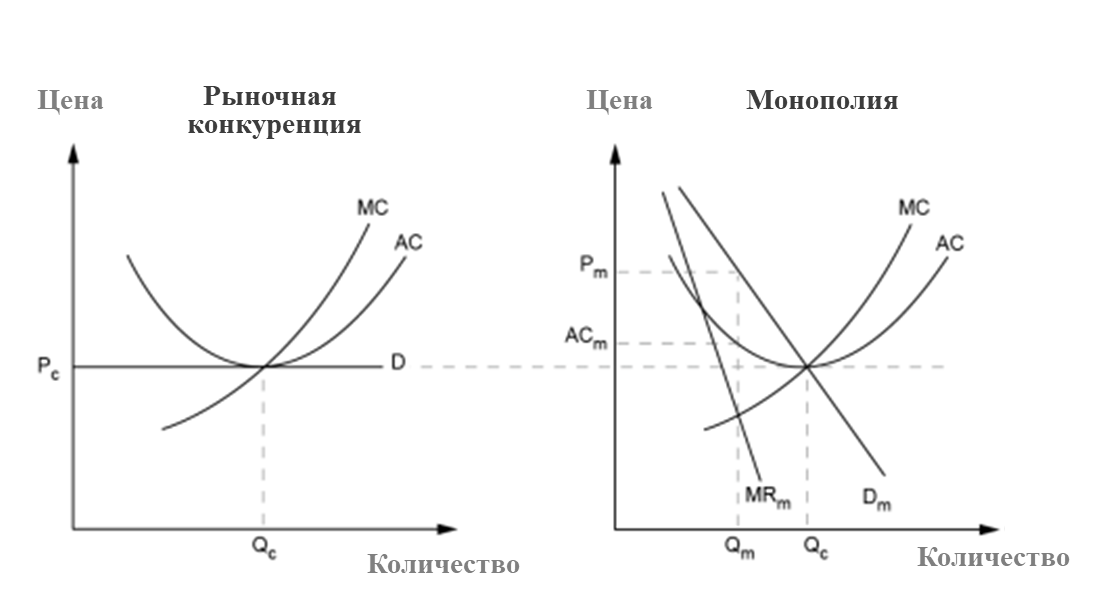 Цена
Рыночная
конкуренция
MC
AC
P_c
D
Q_c
Количество
Цена
Монополия
MC
AC
P_m
AC_m
MR_m
D_m
Q_m
Q_c
Количество